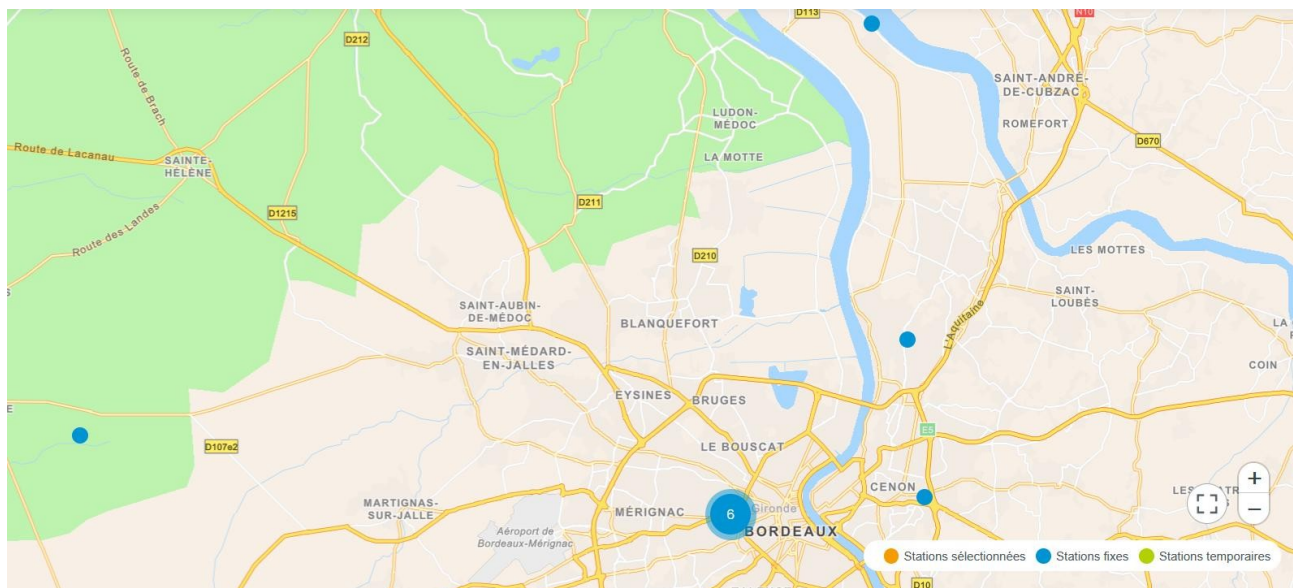 D113
N10
D212
Route de Brach
SAINT-ANDRÉ-
DE-CUBZAC
LUDON-
MÉDOC
ROMEFORT
D670
Route de Lacanau
SAINTE-
HÉLÈNE
LA MOTTE
D211
D1215
Route des Landes
D210
LES MOTTES
SAINT-
LOUBÈS
SAINT-AUBIN-
DE-MÉDOC
BLANQUEFORT
L'Aquitaine
LA
SAINT-MÉDARD-
EN-JALLES
COIN
EYSINES
BRUGES
E5
D107e2
LE BOUSCAT
CENON
MARTIGNAS-
SUR-JALLE
MÉRIGNAC
6
Gironde
BORDEAUX
Aéroport de
Bordeaux-Mérignac
+
−
Stations sélectionnées
Stations fixes
Stations temporaires
D10